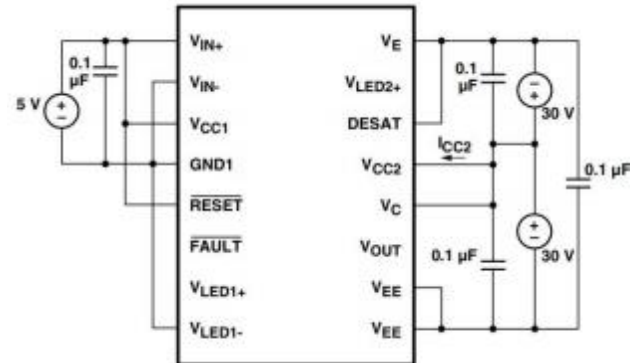 V_IN+
V_E
0.1
µF
0.1
µF
V_IN-
V_LED2+
5 V
V_CC1
DESAT
30 V
I_CC2
GND1
V_CC2
0.1 µF
RESET
V_C
FAULT
V_OUT
0.1 µF
30 V
V_LED1+
V_EE
V_LED1-
V_EE